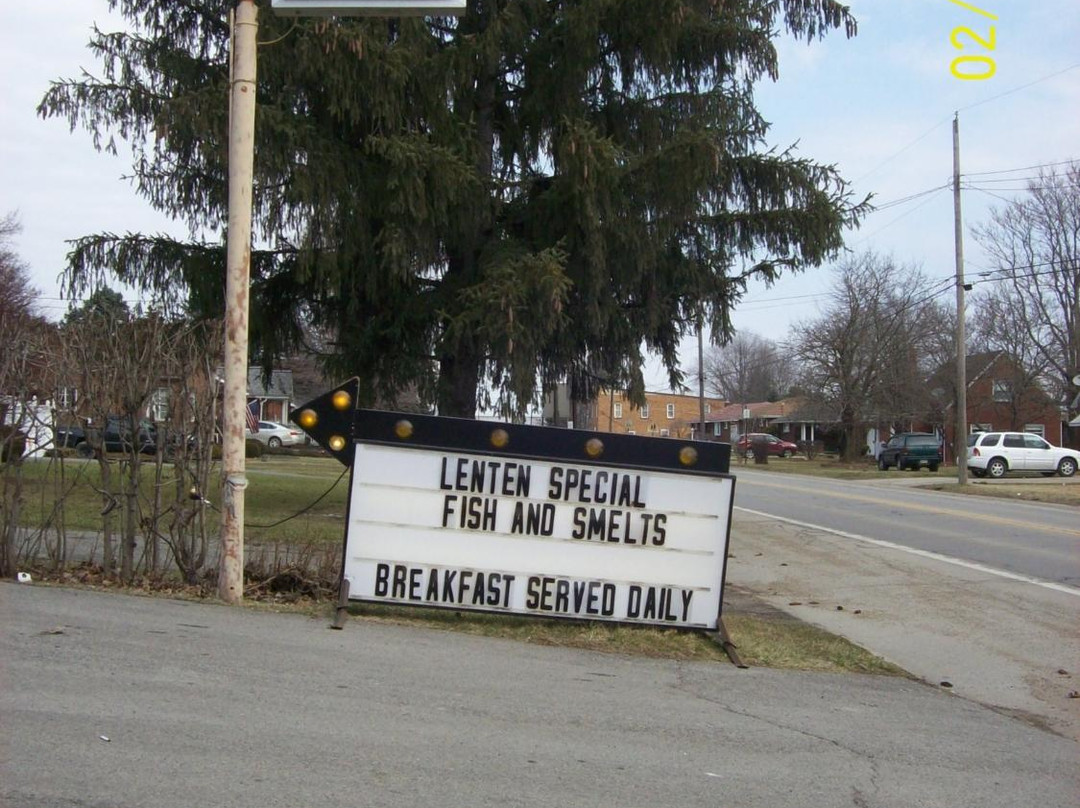 02/
LENTEN SPECIAL
FISH AND SMELTS
BREAKFAST SERVED DAILY